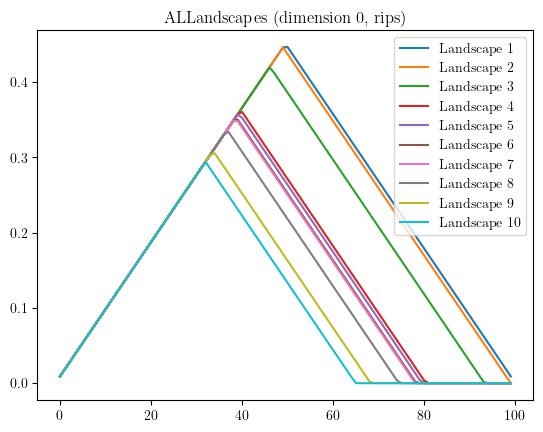 ALLandscapes (dimension 0, rips)
Landscape 1
Landscape 2
Landscape 3
Landscape 4
Landscape 5
Landscape 6
Landscape 7
Landscape 8
Landscape 9
Landscape 10
0.4
0.3
0.2
0.1
0.0
0 20 40 60 80 100